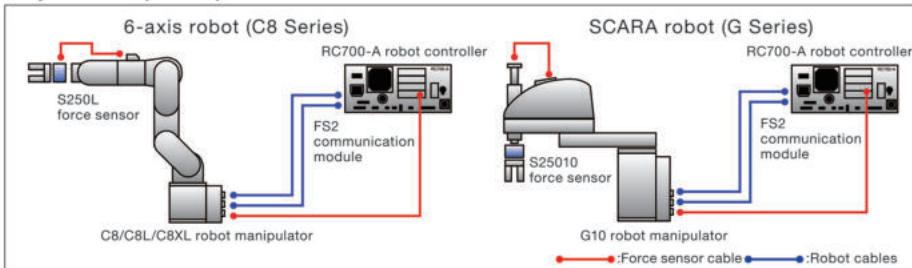 6-axis robot (C8 Series)
RC700-A robot controller
S250L
force sensor
FS2
communication
module
C8/C8L/C8XL robot manipulator
SCARA robot (G Series)
RC700-A robot controller
S25010
force sensor
FS2
communication
module
G10 robot manipulator
:Force sensor cable
:Robot cables